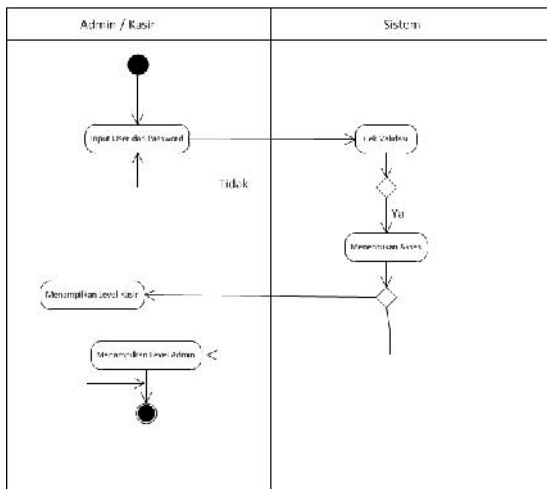 Admin / Kasir
Sistem
Input User dan Password
Cek Validasi
Tidak
Ya
Menentukan Akses
Menampilkan Level Kasir
Menampilkan Level Admin